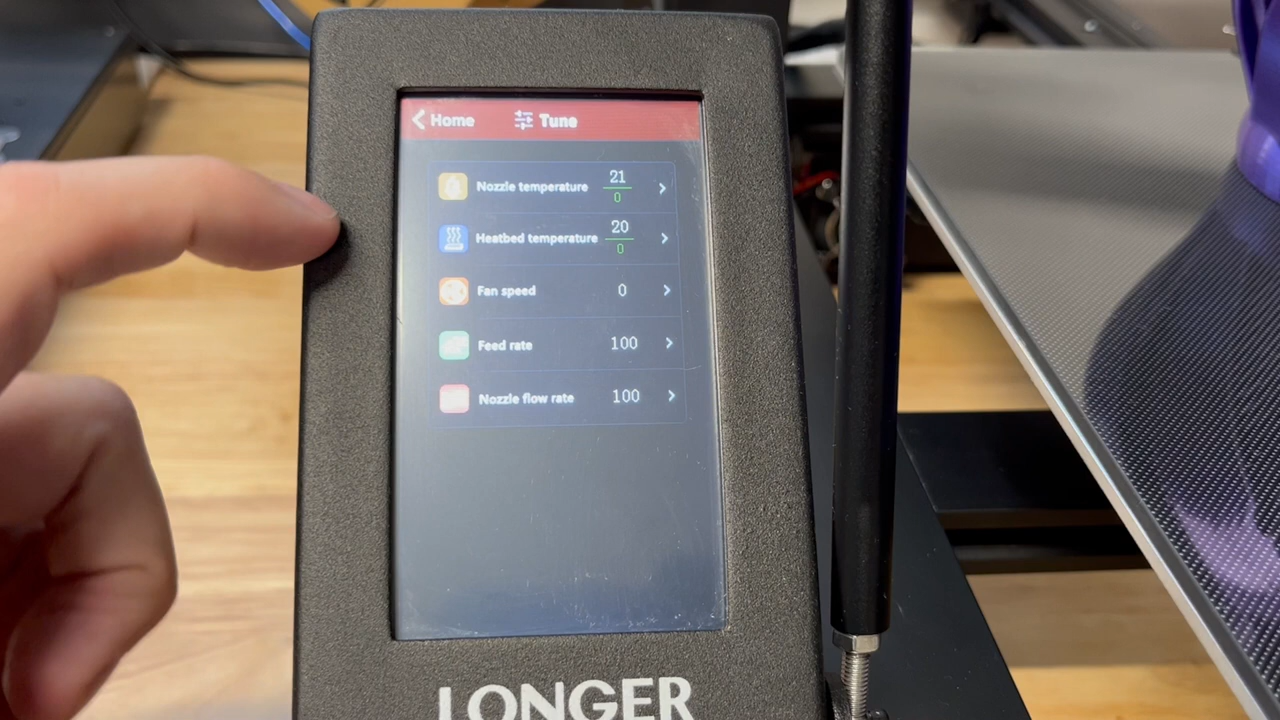 Home Tune
Nozzle temperature 21
0
Heatbed temperature 20
0
Fan speed 0
Feed rate 100
Nozzle flow rate 100
LONGER